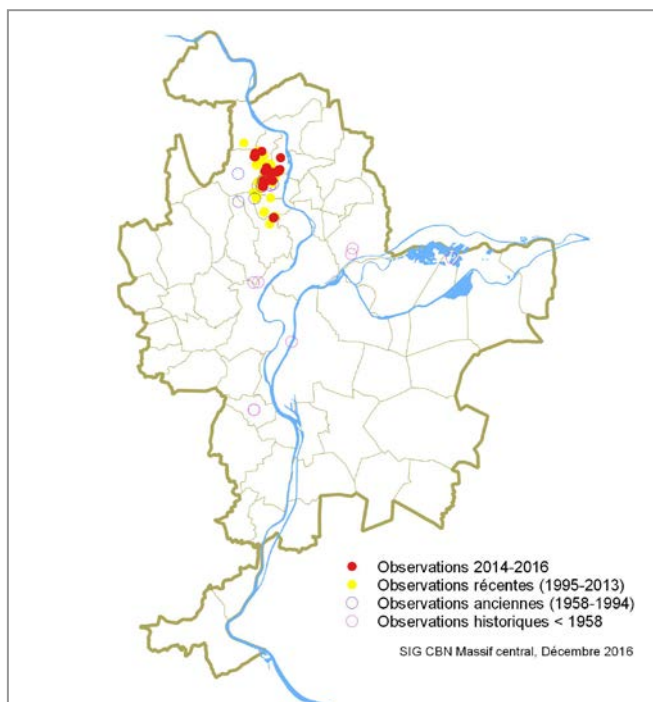 Observations 2014-2016
Observations récentes (1995-2013)
Observations anciennes (1958-1994)
Observations historiques < 1958
SIG CBN Massif central, Décembre 2016